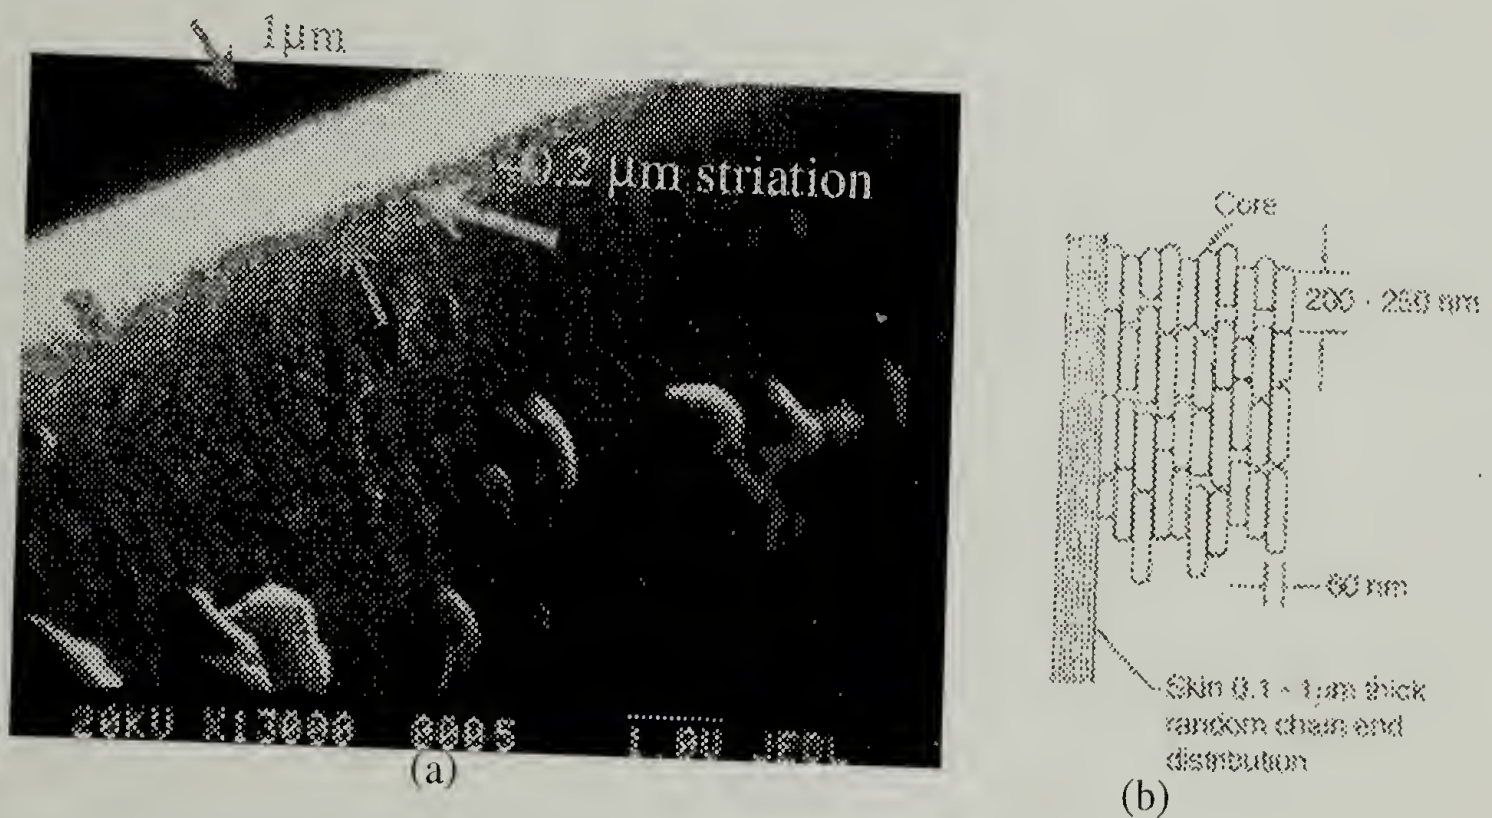 1μm
0.2 μm striation
20KU X13000 0005 1.0U JEOL
(a)
Core
200 - 250 nm
60 nm
Skin 0.1 - 1μm thick
random chain end
distribution
(b)